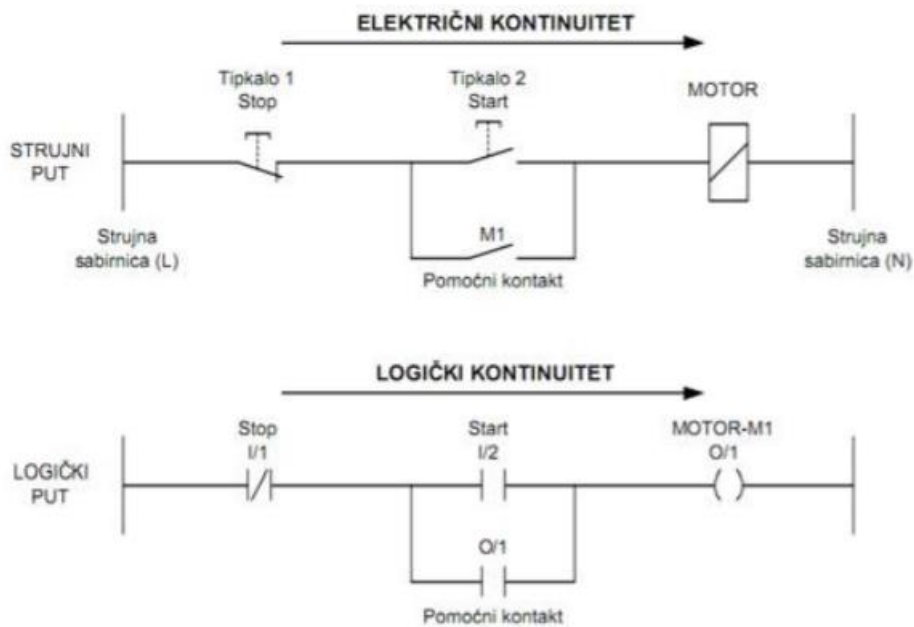 ELEKTRIČNI KONTINUITET
Tipkalo 1
Stop
Tipkalo 2
Start
MOTOR
STRUJNI
PUT
Strujna
sabirnica (L)
M1
Pomoćni kontakt
Strujna
sabirnica (N)
LOGIČKI KONTINUITET
Stop
I/1
Start
I/2
MOTOR-M1
O/1
LOGIČKI
PUT
O/1
Pomoćni kontakt